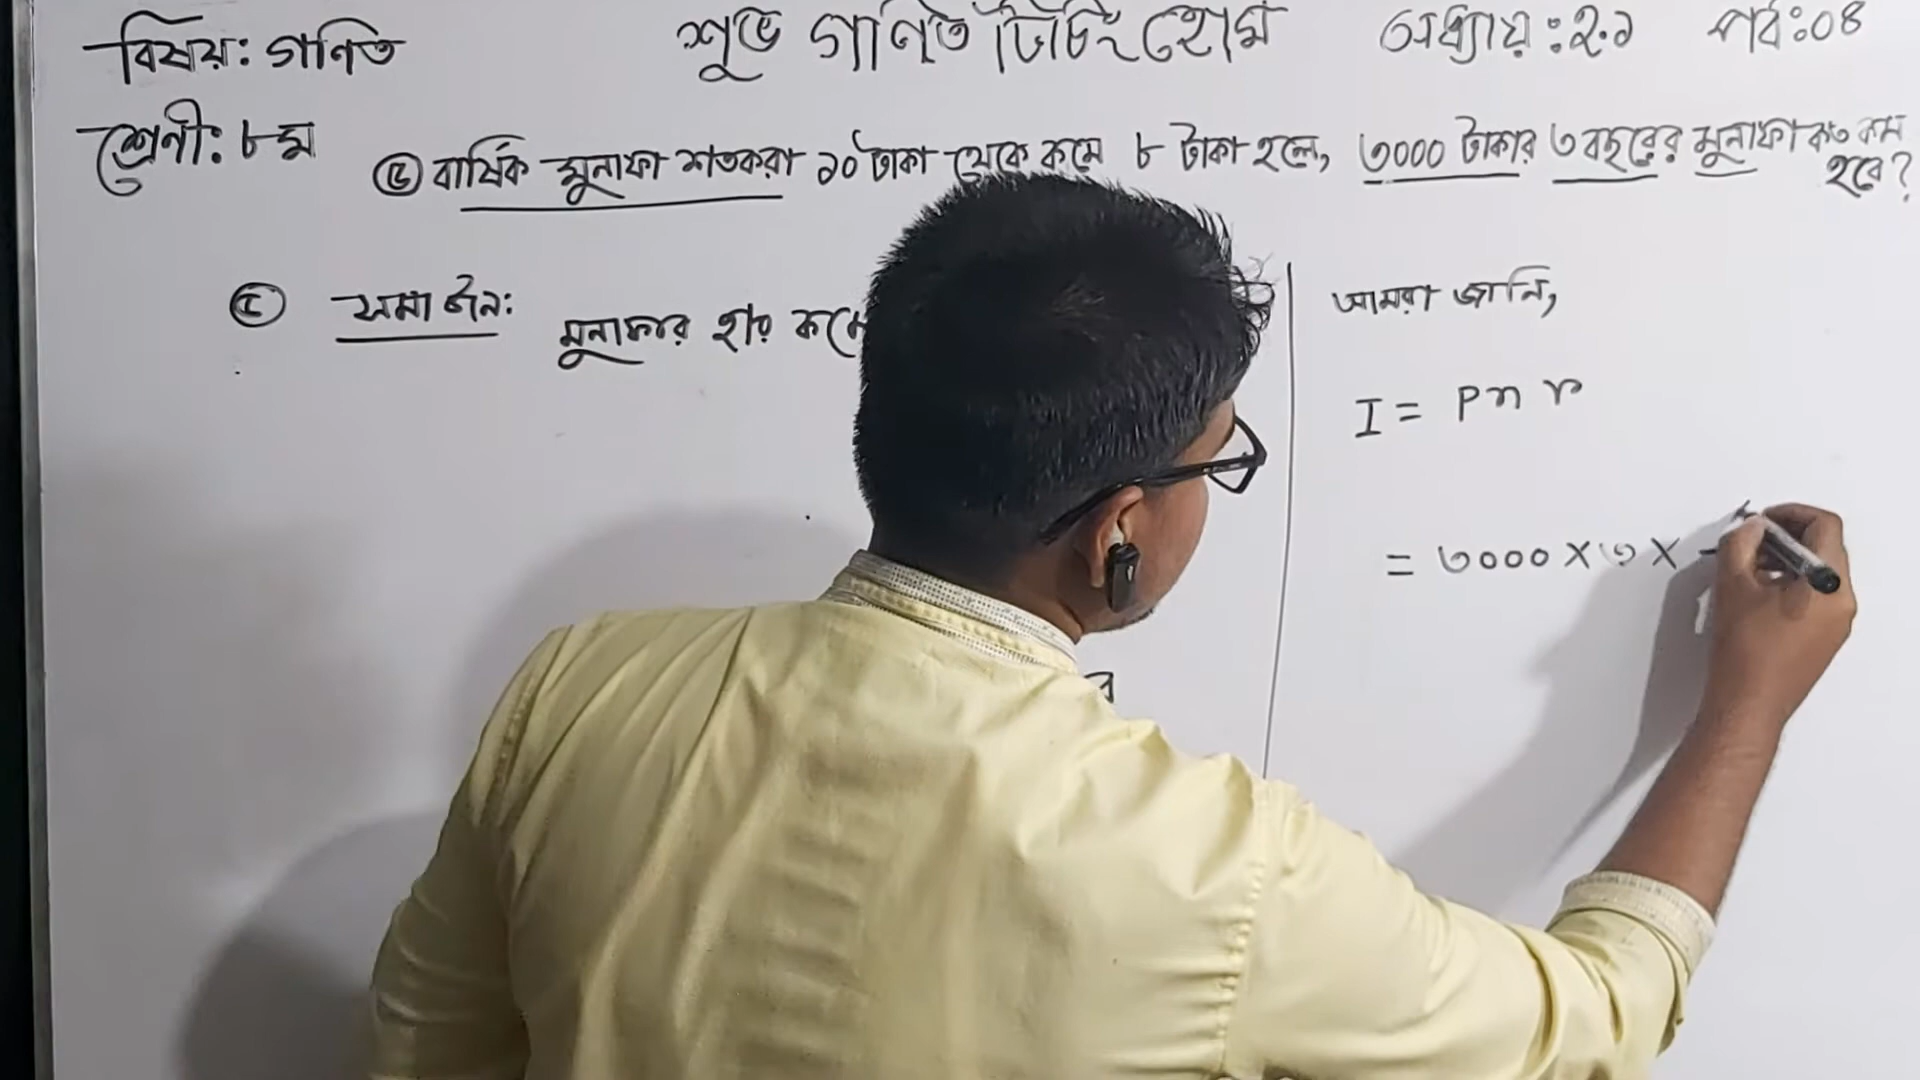 বিষয়: গণিত
শুভ গণিত টিচিং হোম
অধ্যায়: ২.১
পর্ব: ০৪
শ্রেণী: ৮ম
৫ বার্ষিক মুনাফা শতকরা ১০ টাকা থেকে কমে ৮ টাকা হলে, ৩০০০ টাকার ৩ বছরের মুনাফা কত কম
হবে?
সমাধান:
মুনাফার হার কমে
আমরা জানি,
I = Pnr
= ৩০০০ × ৩ ×